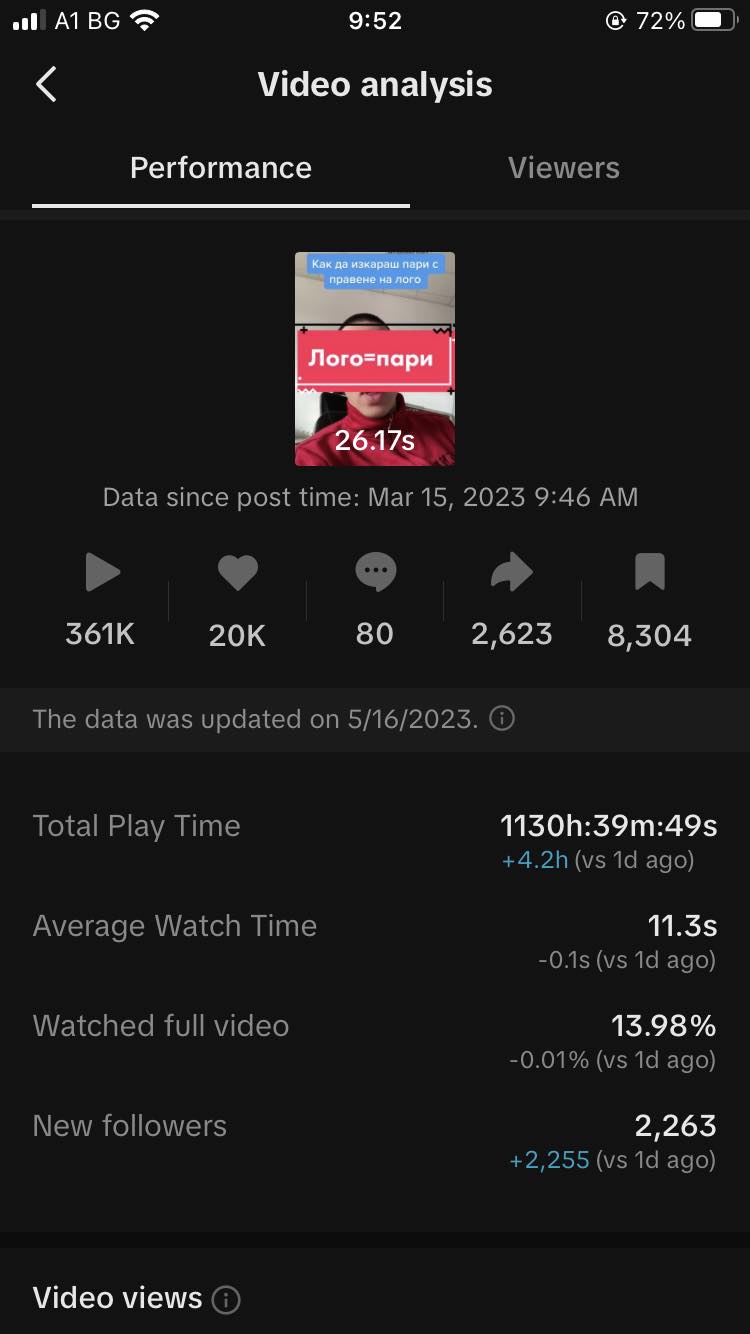 A1 BG 9:52 72%
Video analysis
Performance Viewers
Как да изкараш пари с
правене на лого
Лого=пари
26.17s
Data since post time: Mar 15, 2023 9:46 AM
361K 20K 80 2,623 8,304
The data was updated on 5/16/2023.
Total Play Time 1130h:39m:49s
+4.2h (vs 1d ago)
Average Watch Time 11.3s
-0.1s (vs 1d ago)
Watched full video 13.98%
-0.01% (vs 1d ago)
New followers 2,263
+2,255 (vs 1d ago)
Video views